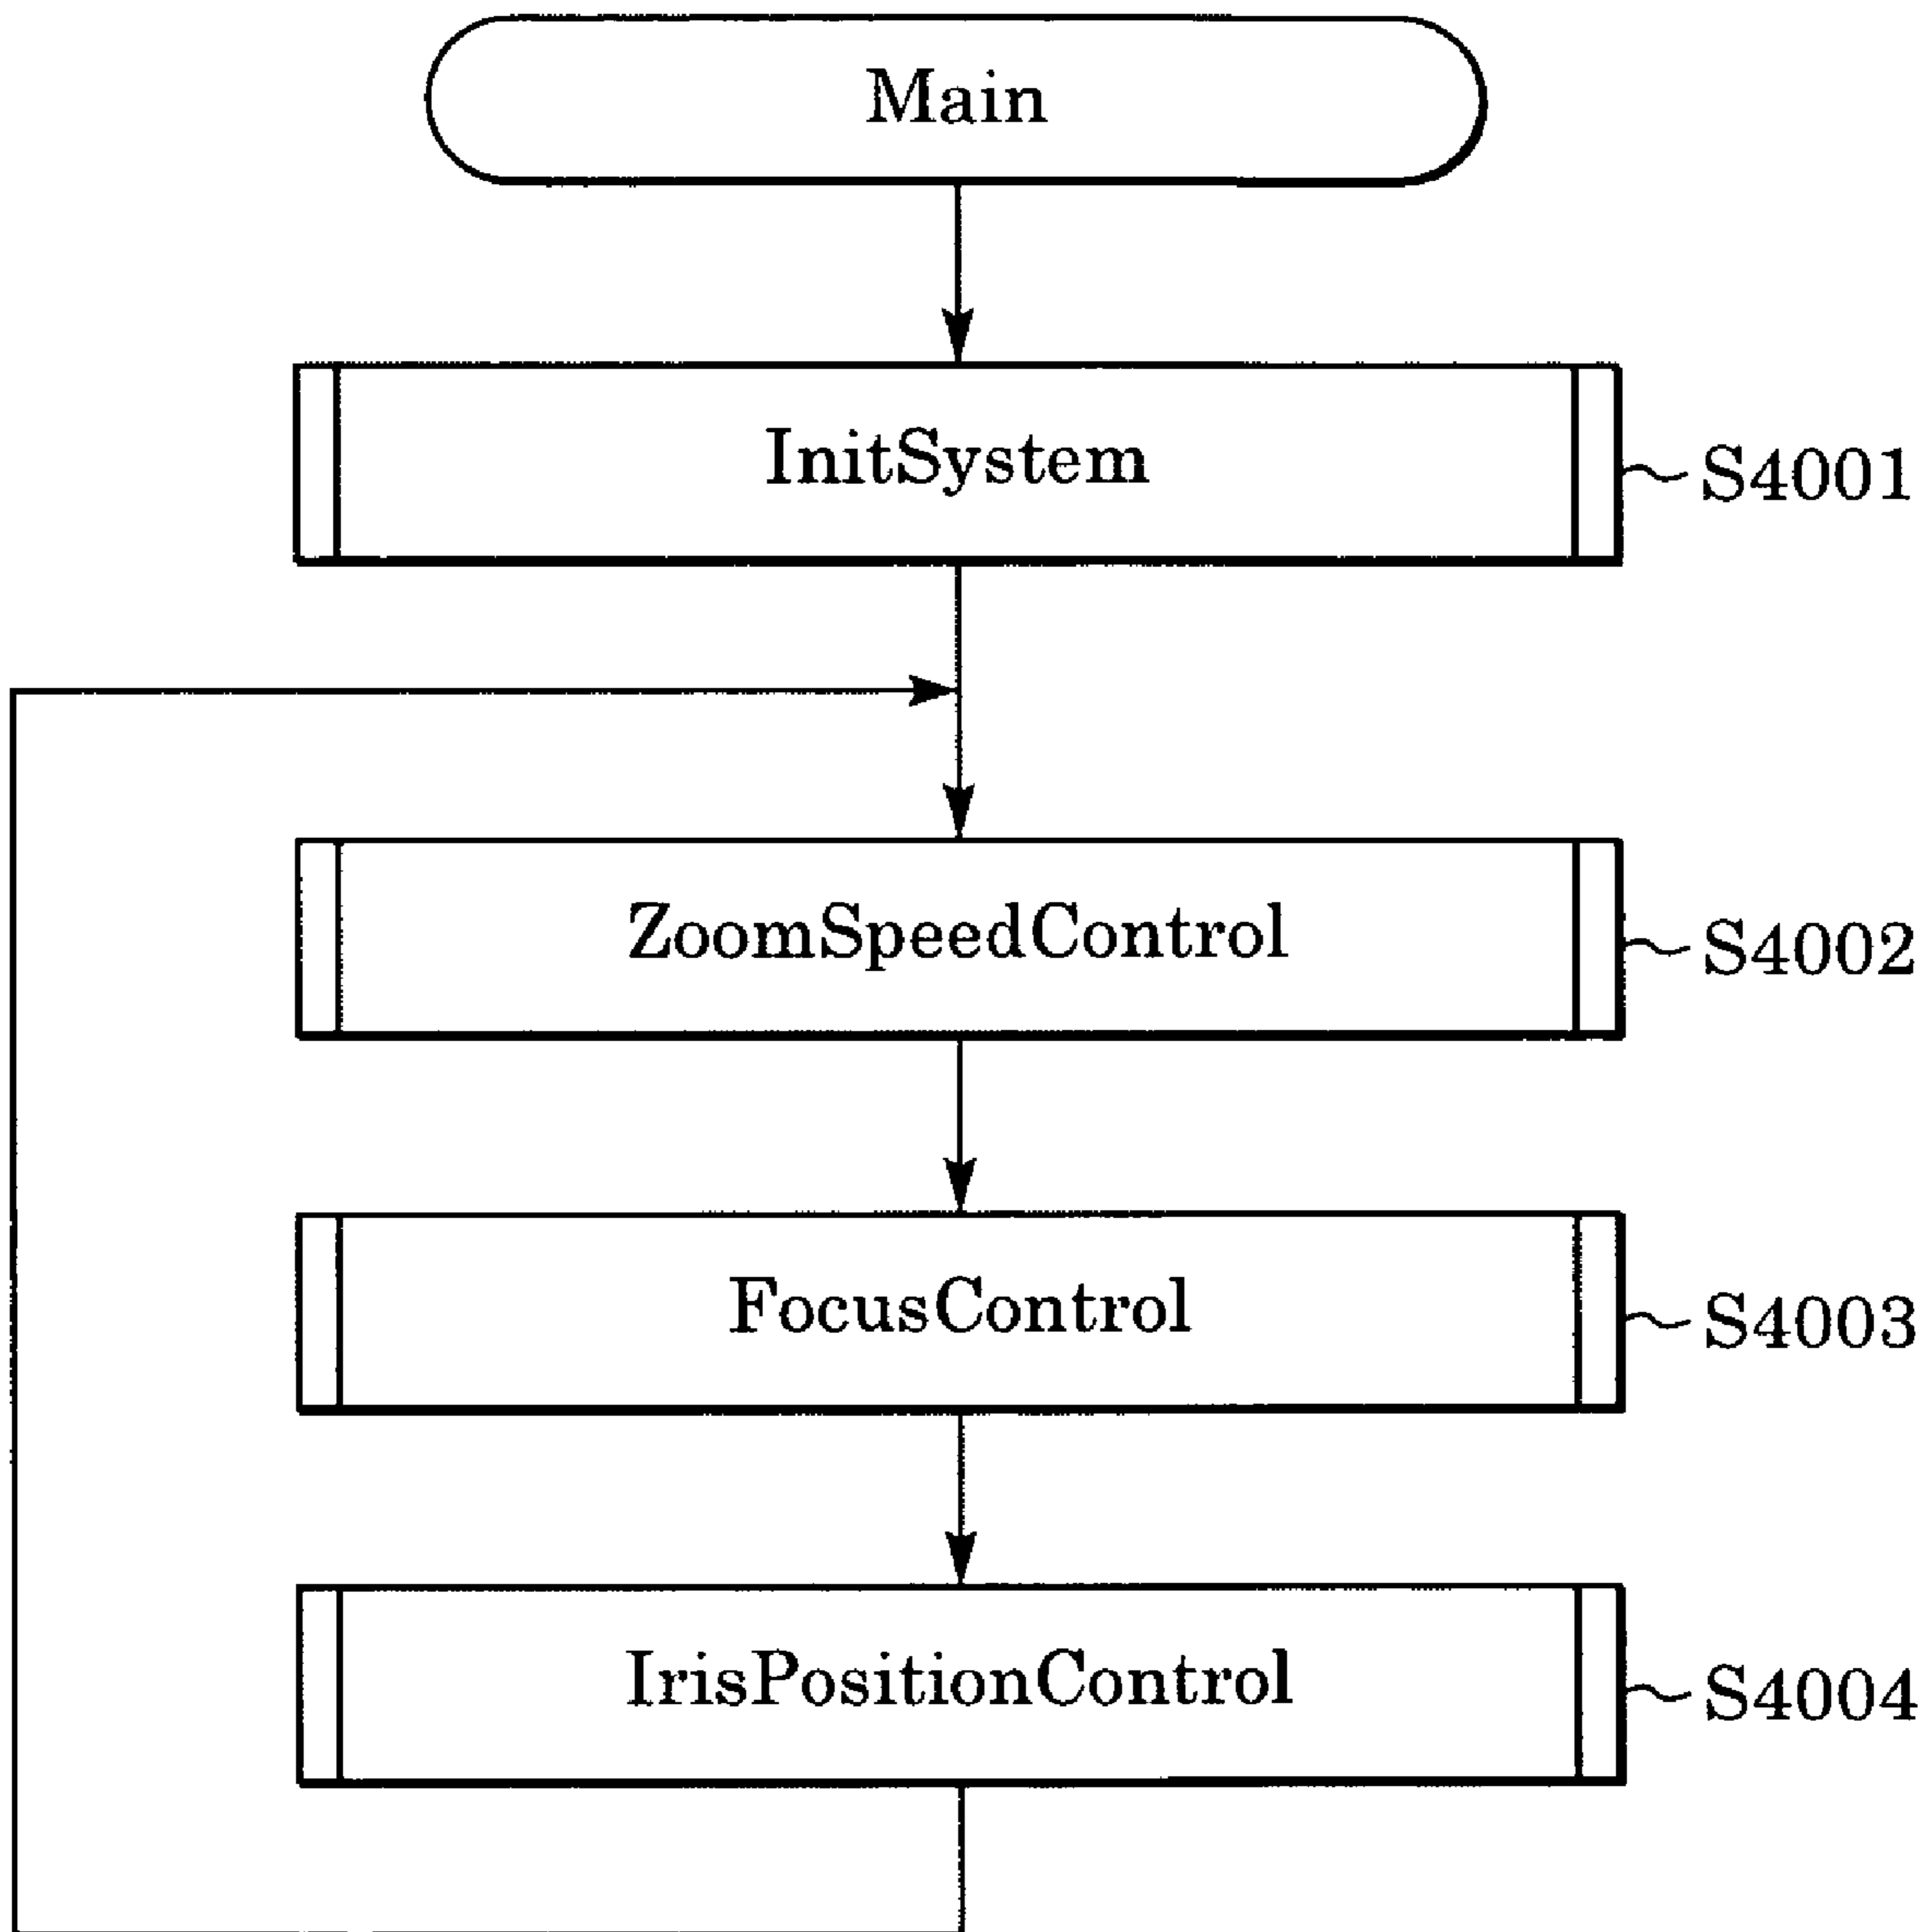 Main
InitSystem
S4001
ZoomSpeedControl
S4002
FocusControl
S4003
IrisPositionControl
S4004